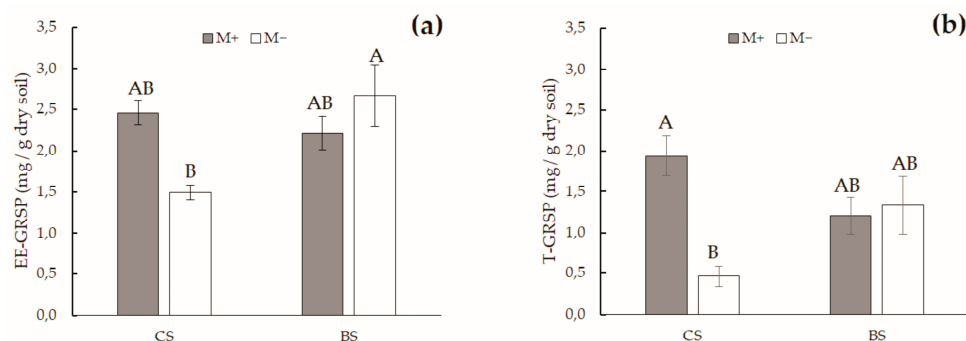 (a)
M+ M−
EE-GRSP (mg / g dry soil)
3,5
3,0
2,5
2,0
1,5
1,0
0,5
0,0
AB
B
AB
A
CS
BS
(b)
M+ M−
T-GRSP (mg / g dry soil)
3,5
3,0
2,5
2,0
1,5
1,0
0,5
0,0
A
B
AB
AB
CS
BS